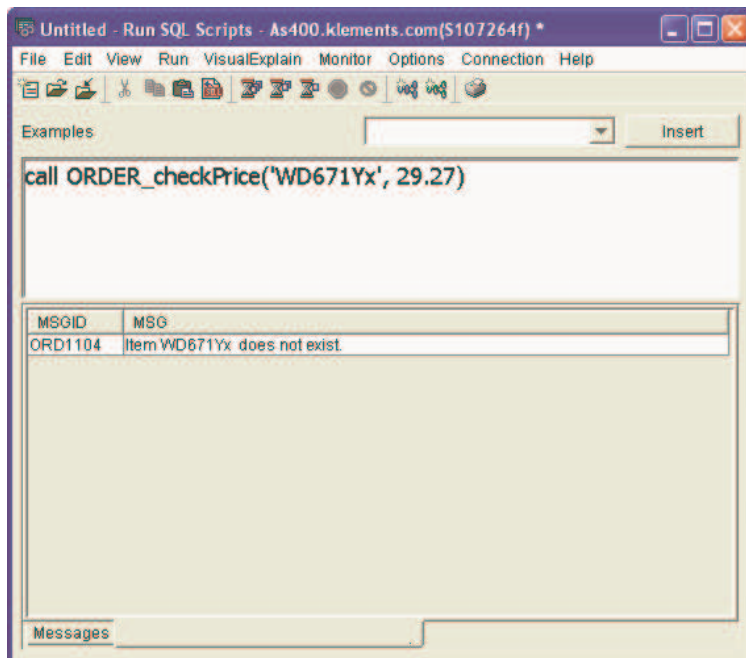 Untitled - Run SQL Scripts - As400.klements.com(S107264f) *
File Edit View Run VisualExplain Monitor Options Connection Help
Examples
Insert
call ORDER_checkPrice('WD671Yx', 29.27)
MSGID MSG
ORD1104 Item WD671Yx does not exist.
Messages